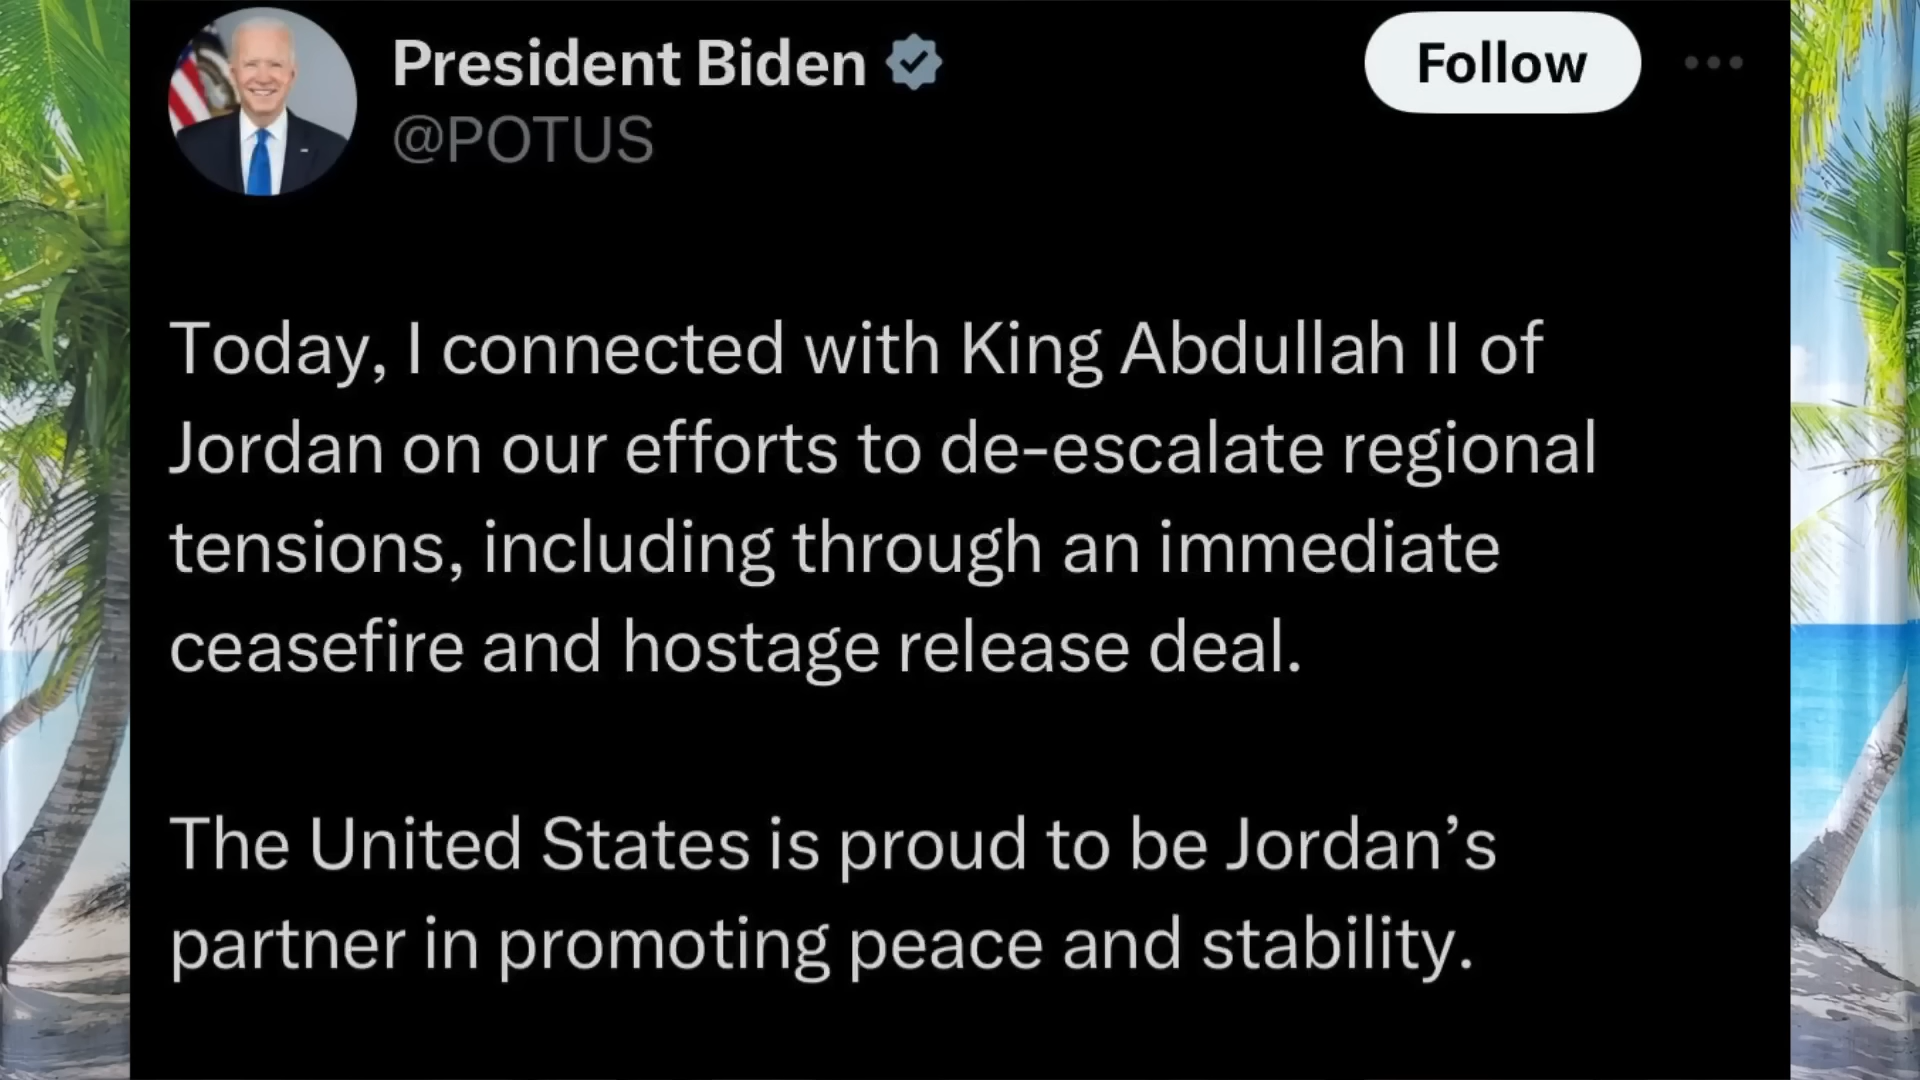 President Biden
@POTUS
Follow
Today, I connected with King Abdullah II of
Jordan on our efforts to de-escalate regional
tensions, including through an immediate
ceasefire and hostage release deal.
The United States is proud to be Jordan’s
partner in promoting peace and stability.